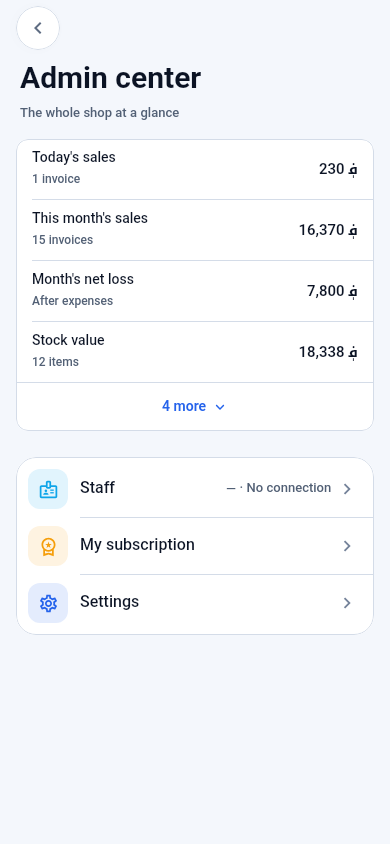 Admin center
The whole shop at a glance
Today's sales
1 invoice
230 ؋
This month's sales
15 invoices
16,370 ؋
Month's net loss
After expenses
7,800 ؋
Stock value
12 items
18,338 ؋
4 more
Staff
– · No connection
My subscription
Settings